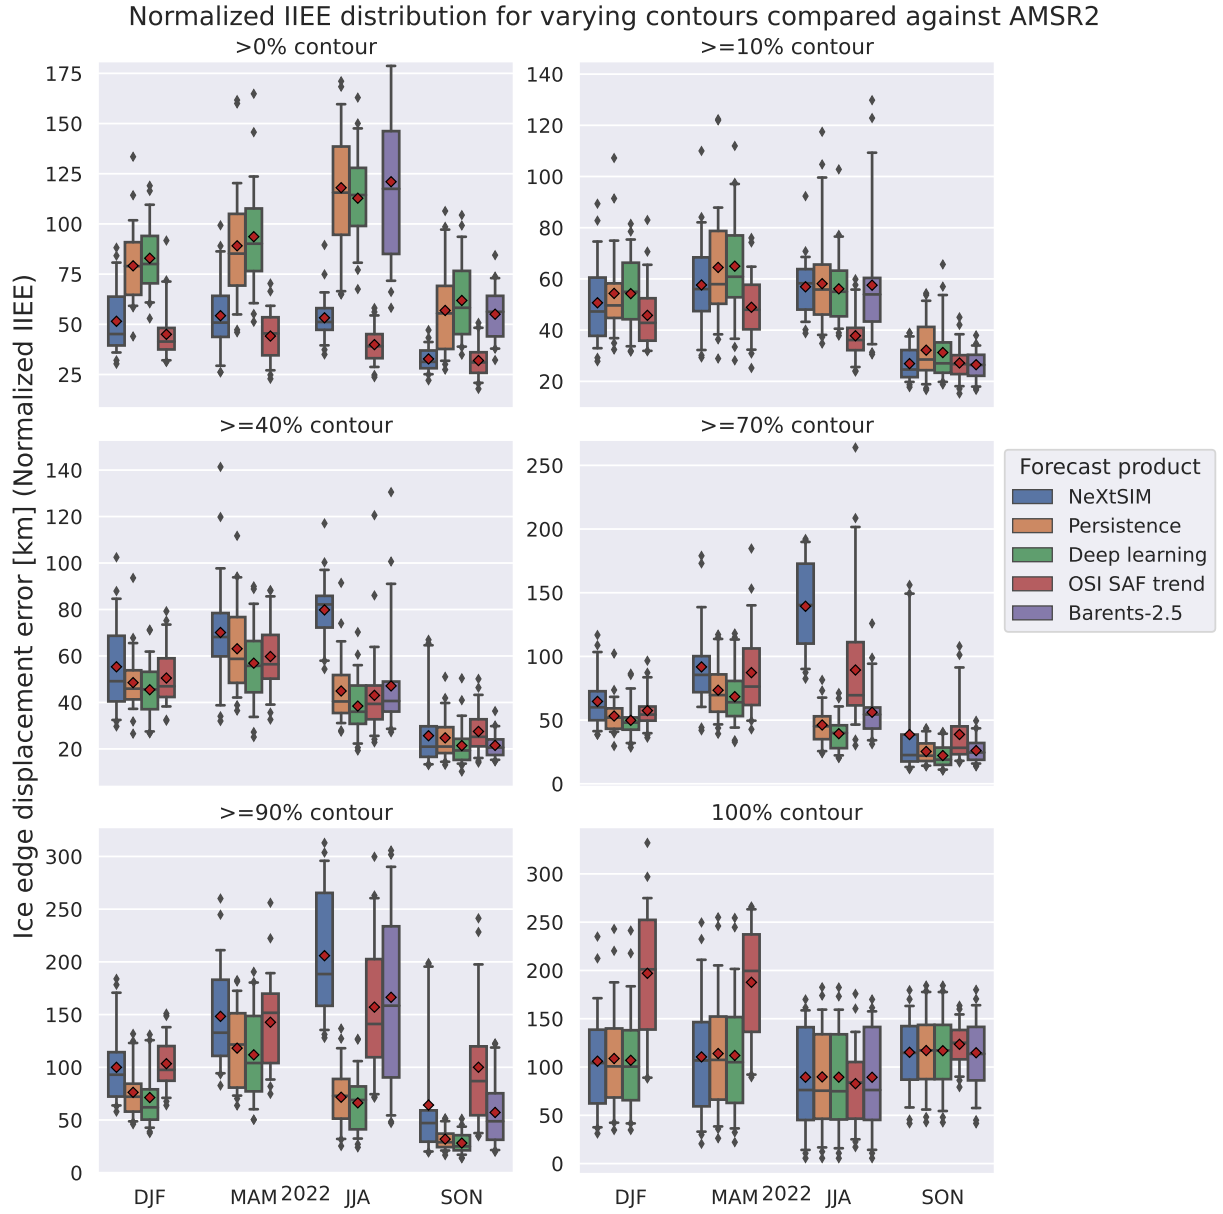 Normalized IIEE distribution for varying contours compared against AMSR2
>0% contour
>=10% contour
175
150
125
100
75
50
25
140
120
100
80
60
40
20
Ice edge displacement error [km] (Normalized IIEE)
>=40% contour
>=70% contour
140
120
100
80
60
40
20
250
200
150
100
50
0
Forecast product
NeXtSIM
Persistence
Deep learning
OSI SAF trend
Barents-2.5
>=90% contour
100% contour
300
250
200
150
100
50
0
300
250
200
150
100
50
0
DJF MAM 2022 JJA SON
DJF MAM 2022 JJA SON